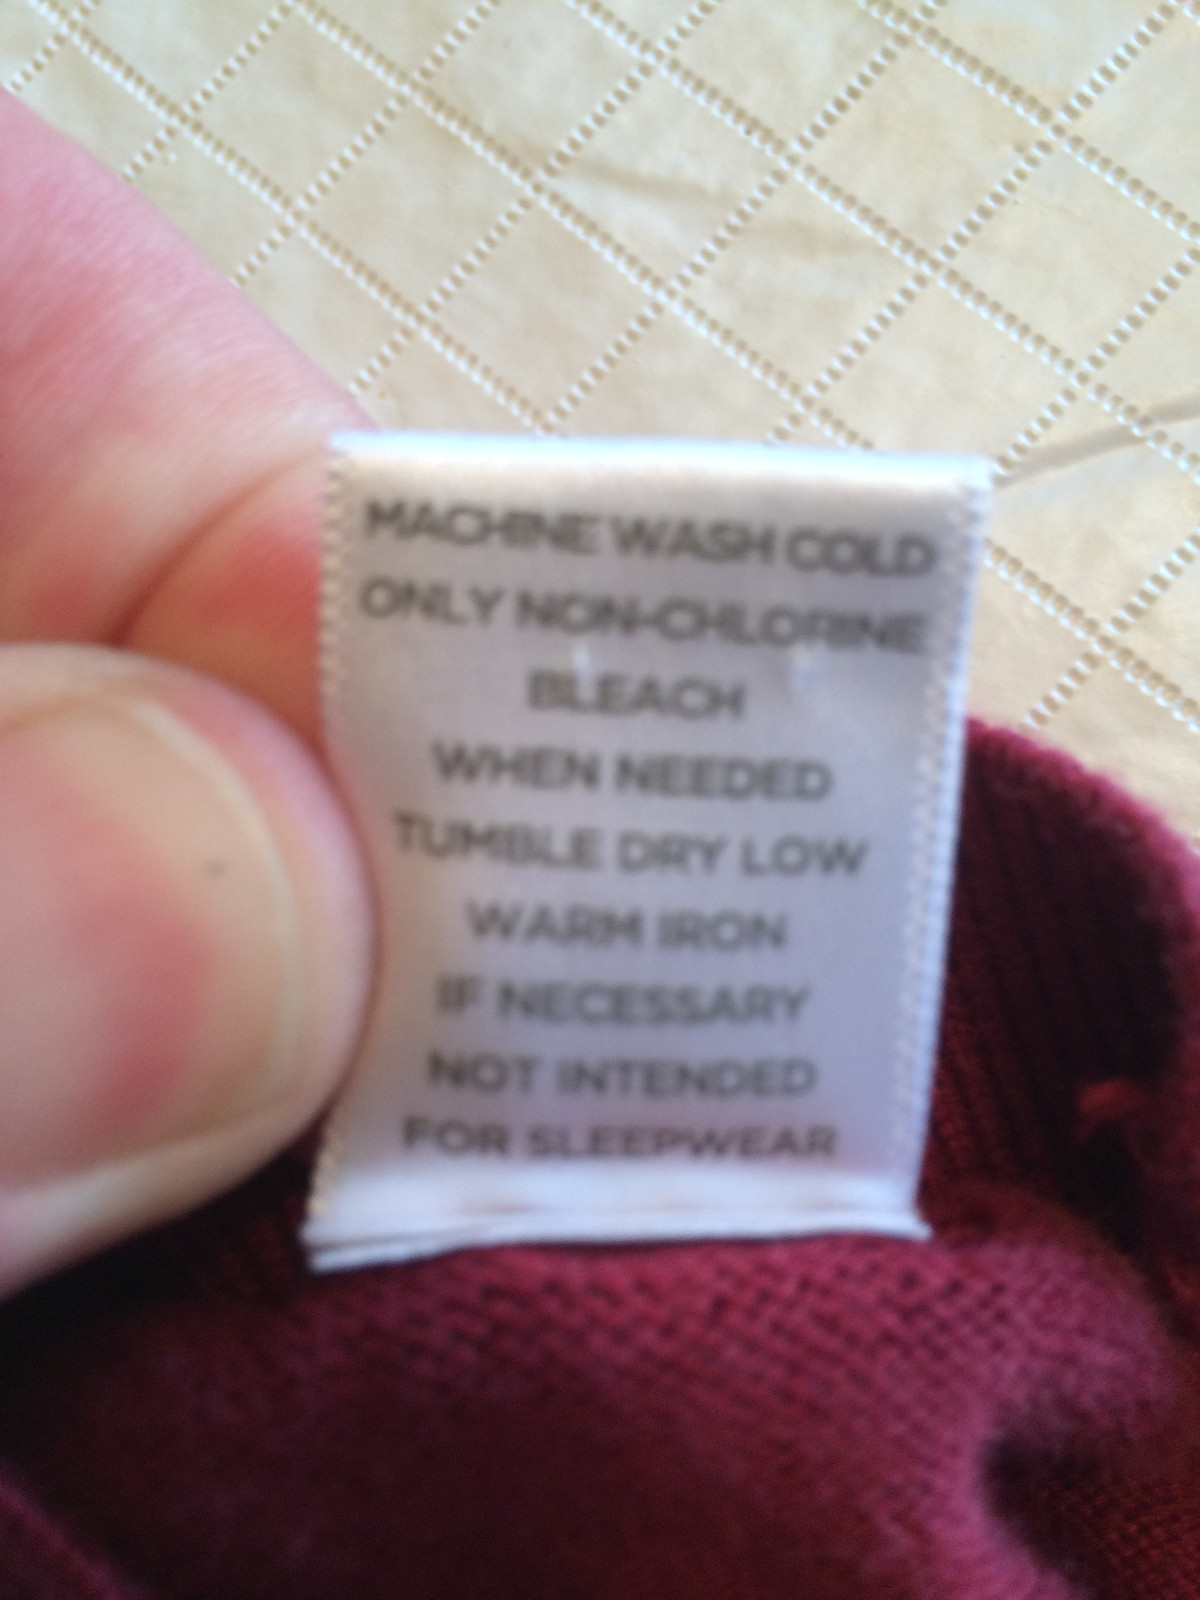 MACHINE WASH COLD
ONLY NON-CHLORINE
BLEACH
WHEN NEEDED
TUMBLE DRY LOW
WARM IRON
IF NECESSARY
NOT INTENDED
FOR SLEEPWEAR